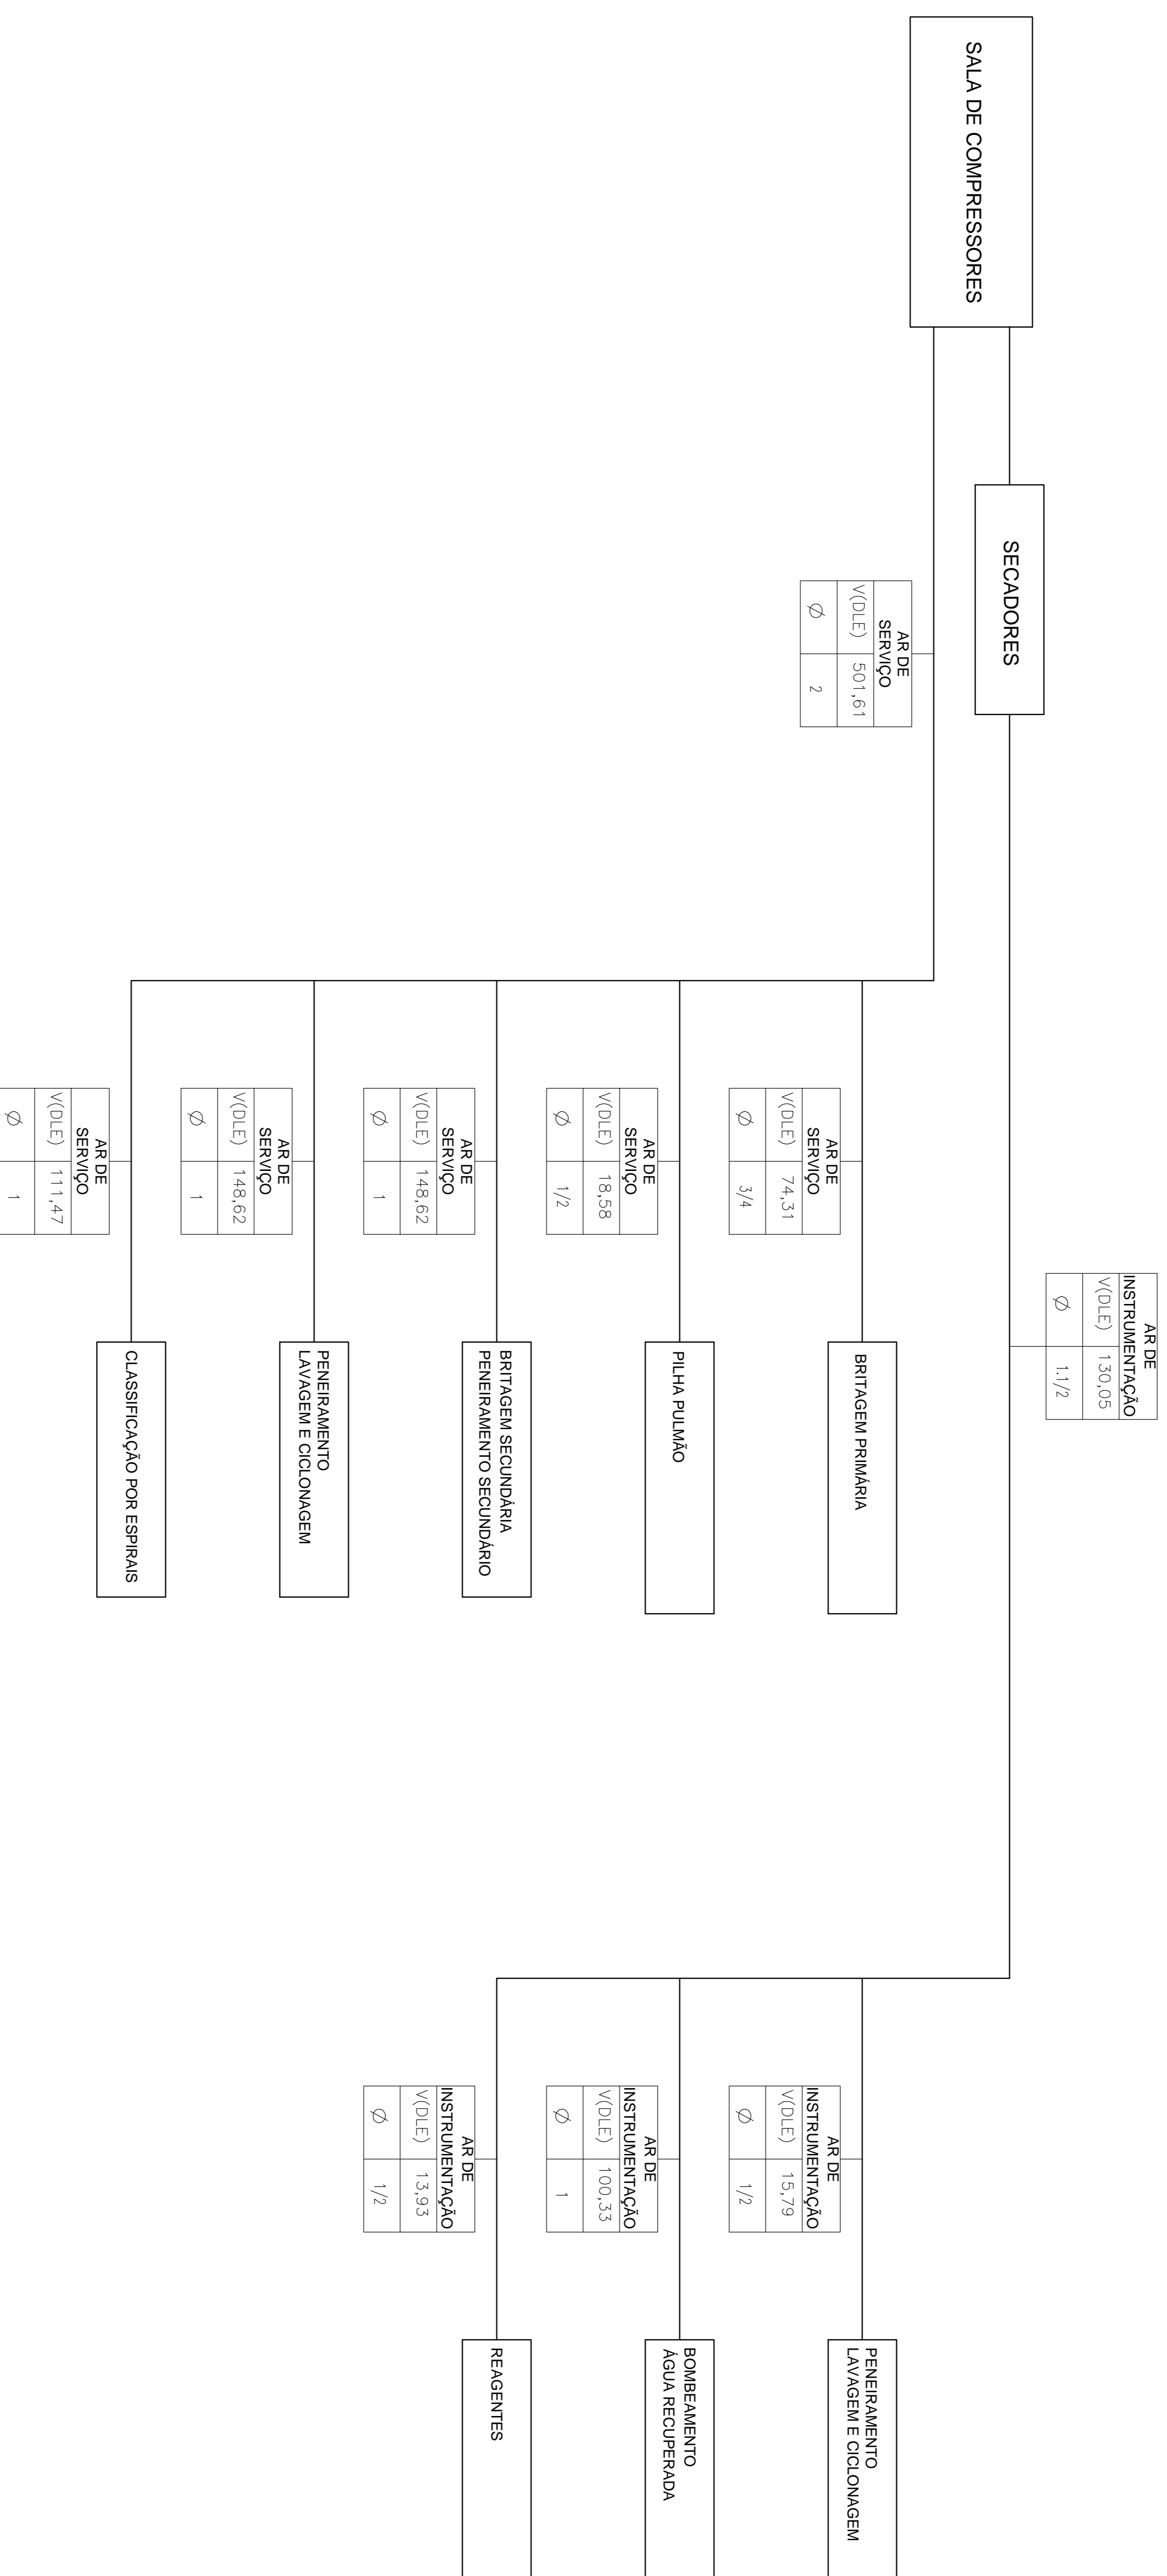 SALA DE COMPRESSORES
SECADORES
AR DE
INSTRUMENTAÇÃO
V(DLE) 130,05
Ø 1.1/2
AR DE
SERVIÇO
V(DLE) 501,61
Ø 2
AR DE
SERVIÇO
V(DLE) 74,31
Ø 3/4
BRITAGEM PRIMÁRIA
AR DE
SERVIÇO
V(DLE) 18,58
Ø 1/2
PILHA PULMÃO
AR DE
SERVIÇO
V(DLE) 148,62
Ø 1
BRITAGEM SECUNDÁRIA
PENEIRAMENTO SECUNDÁRIO
AR DE
SERVIÇO
V(DLE) 148,62
Ø 1
PENEIRAMENTO
LAVAGEM E CICLONAGEM
AR DE
SERVIÇO
V(DLE) 111,47
Ø 1
CLASSIFICAÇÃO POR ESPIRAIS
AR DE
INSTRUMENTAÇÃO
V(DLE) 15,79
Ø 1/2
PENEIRAMENTO
LAVAGEM E CICLONAGEM
AR DE
INSTRUMENTAÇÃO
V(DLE) 100,33
Ø 1
BOMBEAMENTO
ÁGUA RECUPERADA
AR DE
INSTRUMENTAÇÃO
V(DLE) 13,93
Ø 1/2
REAGENTES